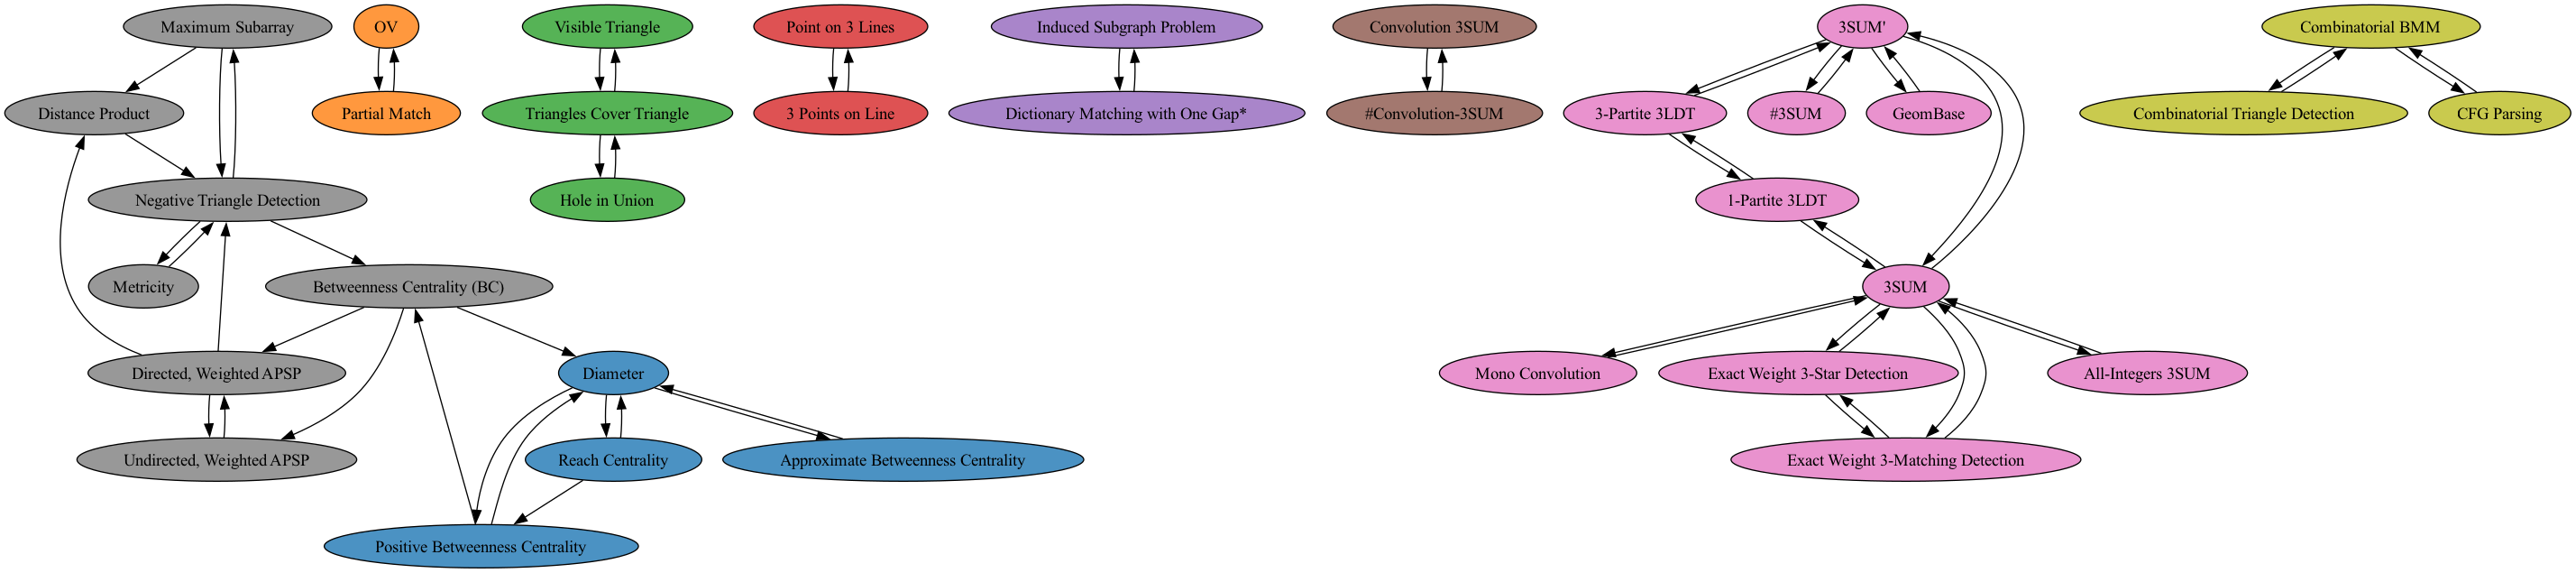 Maximum Subarray
OV
Visible Triangle
Point on 3 Lines
Induced Subgraph Problem
Convolution 3SUM
3SUM'
Combinatorial BMM
Distance Product
Partial Match
Triangles Cover Triangle
3 Points on Line
Dictionary Matching with One Gap*
#Convolution-3SUM
3-Partite 3LDT
#3SUM
GeomBase
Combinatorial Triangle Detection
CFG Parsing
Negative Triangle Detection
Hole in Union
1-Partite 3LDT
Metricity
Betweenness Centrality (BC)
3SUM
Directed, Weighted APSP
Diameter
Mono Convolution
Exact Weight 3-Star Detection
All-Integers 3SUM
Undirected, Weighted APSP
Reach Centrality
Approximate Betweenness Centrality
Exact Weight 3-Matching Detection
Positive Betweenness Centrality